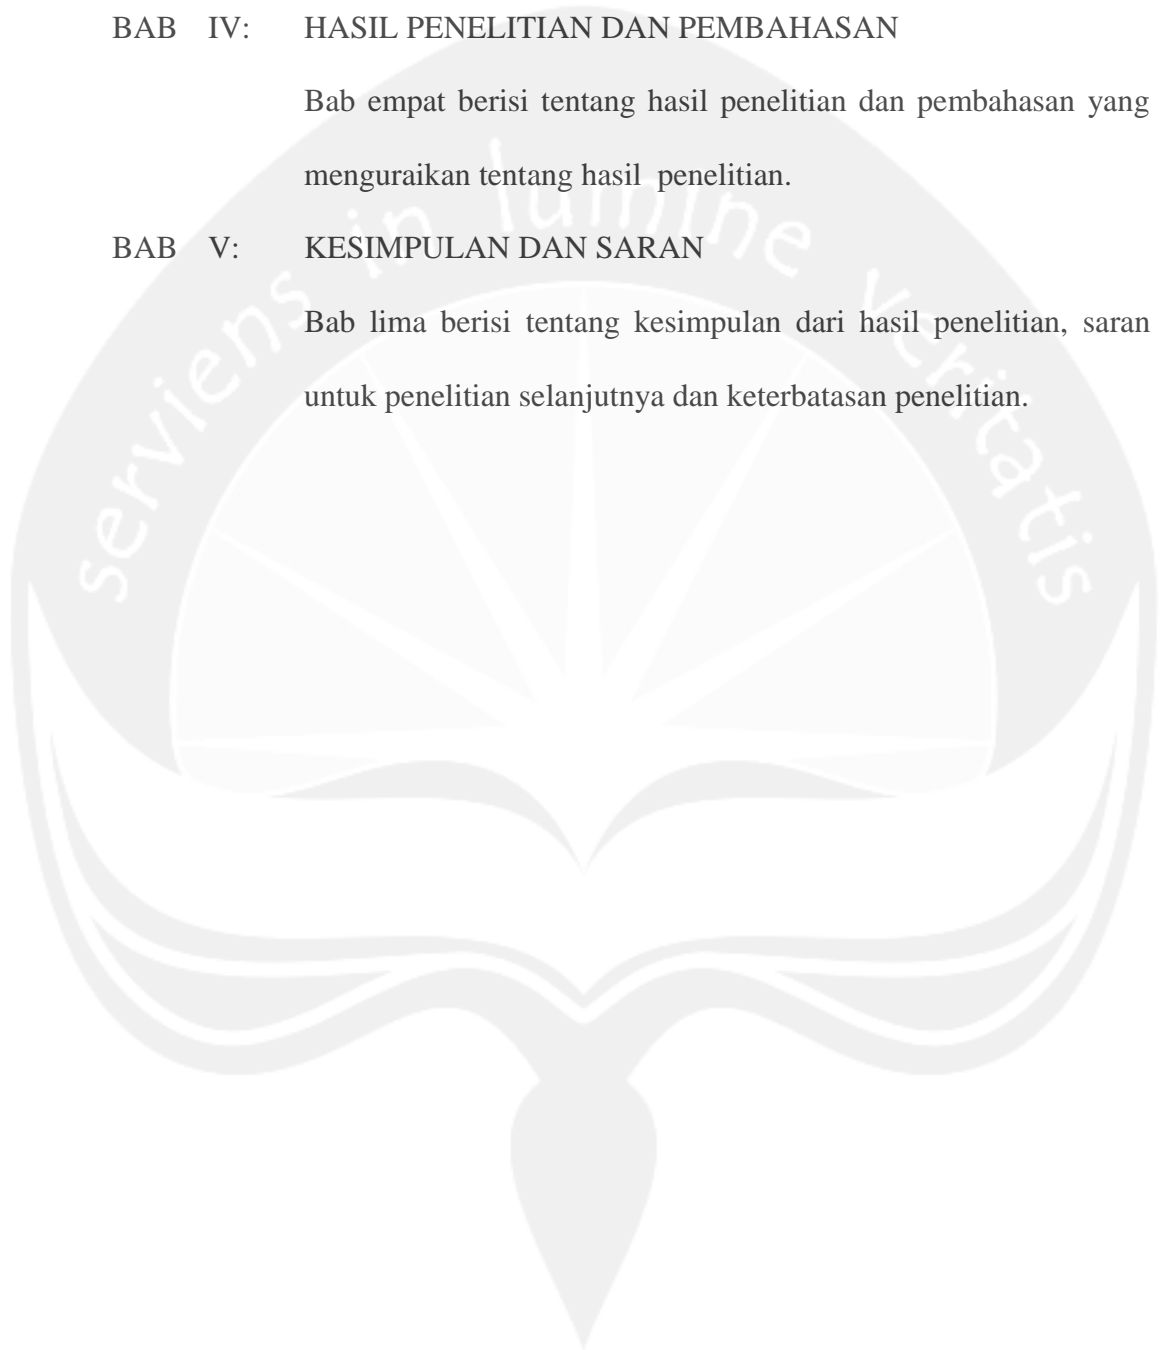 BAB IV: HASIL PENELITIAN DAN PEMBAHASAN
Bab empat berisi tentang hasil penelitian dan pembahasan yang
menguraikan tentang hasil penelitian.
BAB V: KESIMPULAN DAN SARAN
Bab lima berisi tentang kesimpulan dari hasil penelitian, saran
untuk penelitian selanjutnya dan keterbatasan penelitian.
serviens in lumine veritatis